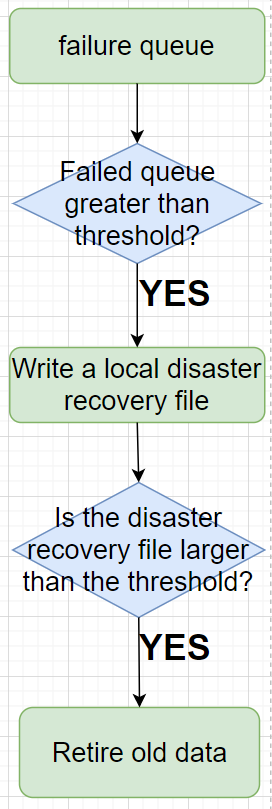 failure queue
Failed queue
greater than
threshold?
YES
Write a local disaster
recovery file
Is the disaster
recovery file larger
than the threshold?
YES
Retire old data